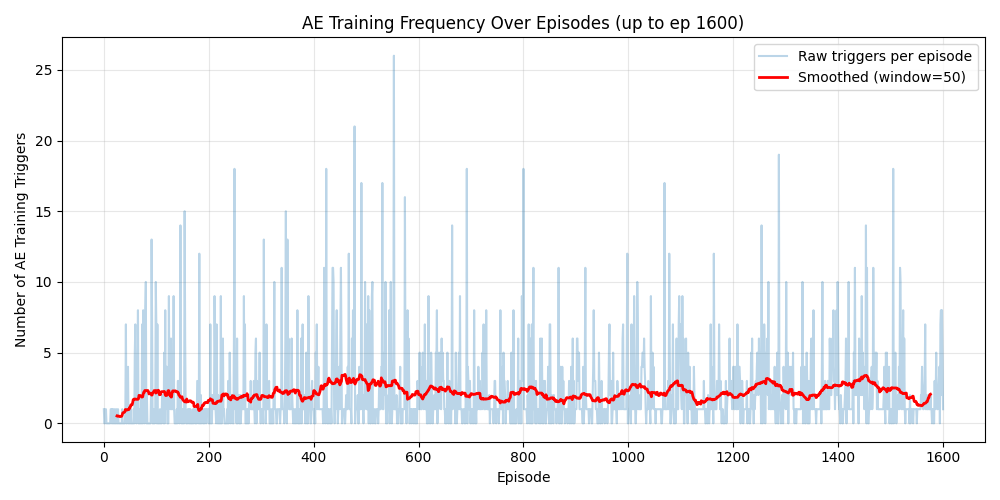 AE Training Frequency Over Episodes (up to ep 1600)
Raw triggers per episode
Smoothed (window=50)
Number of AE Training Triggers
25
20
15
10
5
0
0 200 400 600 800 1000 1200 1400 1600
Episode